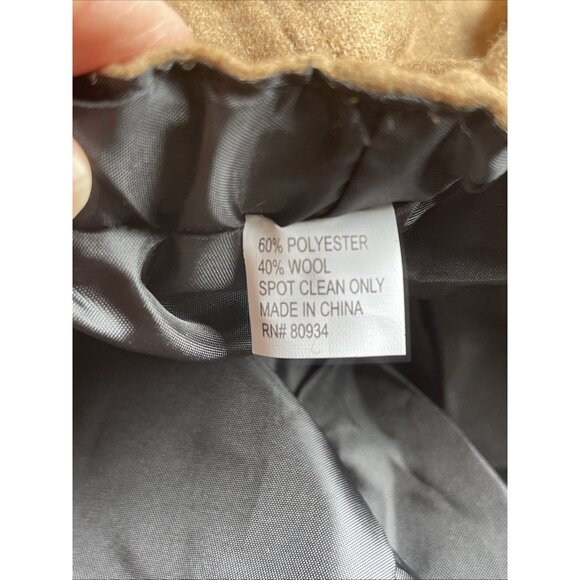 60% POLYESTER
40% WOOL
SPOT CLEAN ONLY
MADE IN CHINA
RN# 80934